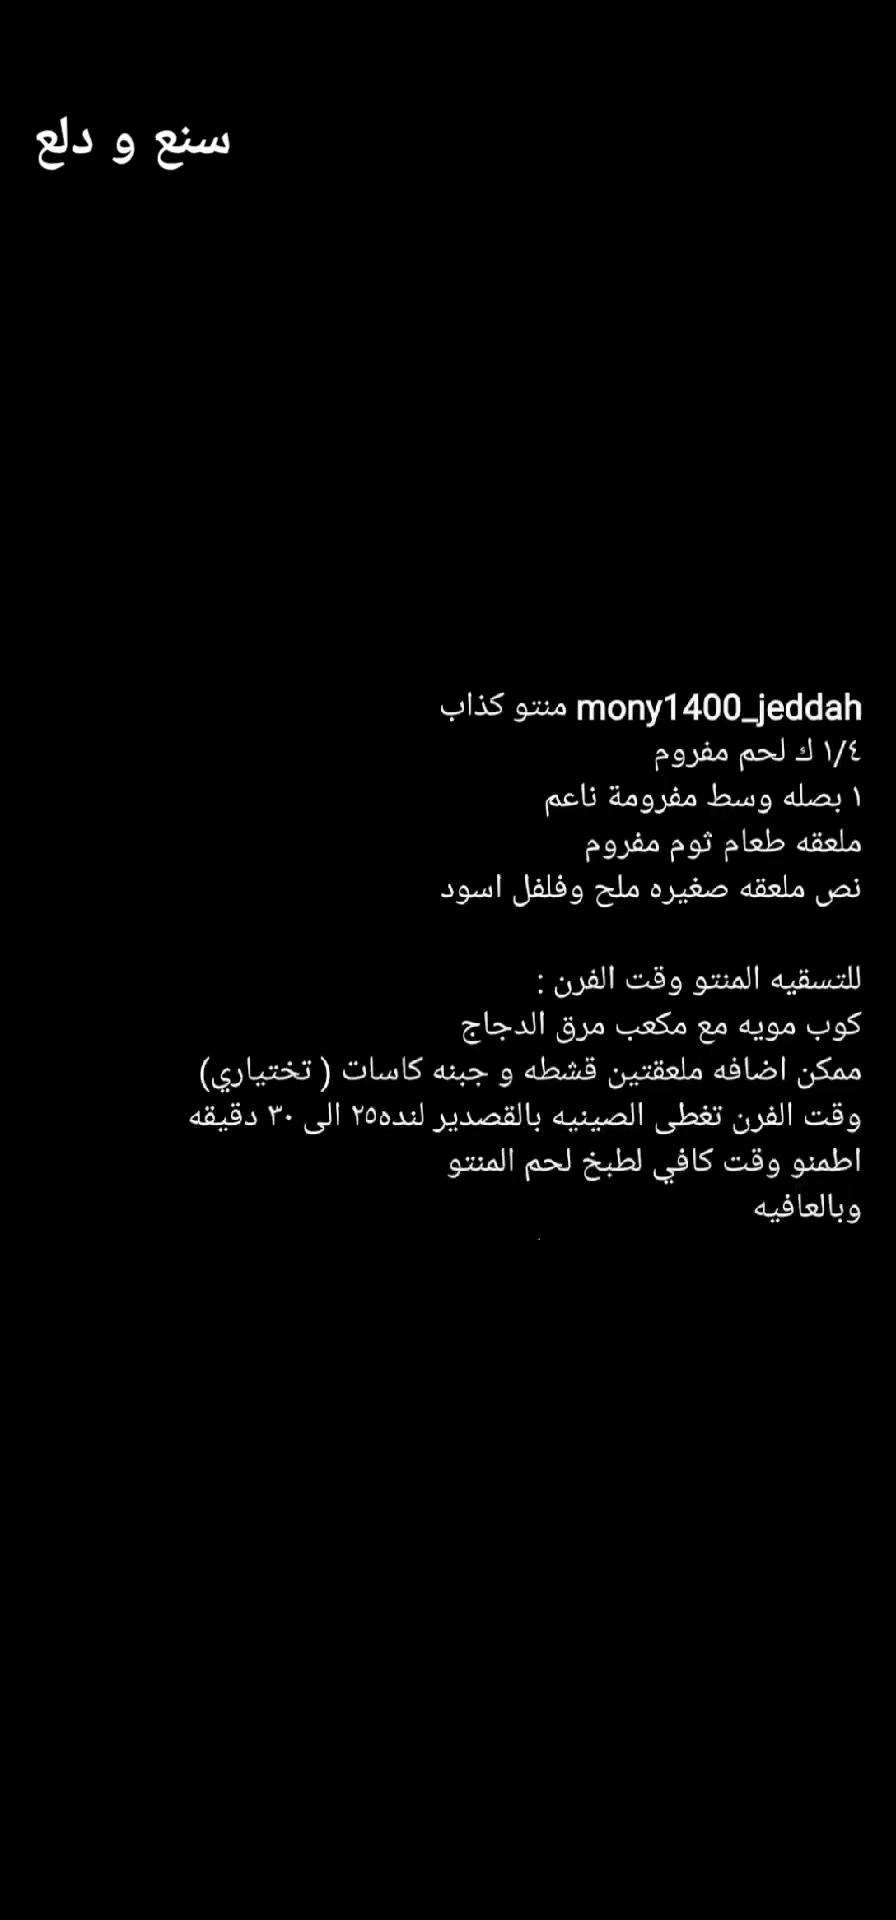 سنع و دلع
mony1400_jeddah منتو كذاب
١/٤ ك لحم مفروم
١ بصله وسط مفرومة ناعم
ملعقه طعام ثوم مفروم
نص ملعقه صغيره ملح وفلفل اسود
للتسقيه المنتو وقت الفرن :
كوب مويه مع مكعب مرق الدجاج
ممكن اضافه ملعقتين قشطه و جبنه كاسات ( تختياري)
وقت الفرن تغطى الصينيه بالقصدير لنده٢٥ الى ٣٠ دقيقه
اطمنو وقت كافي لطبخ لحم المنتو
وبالعافيه